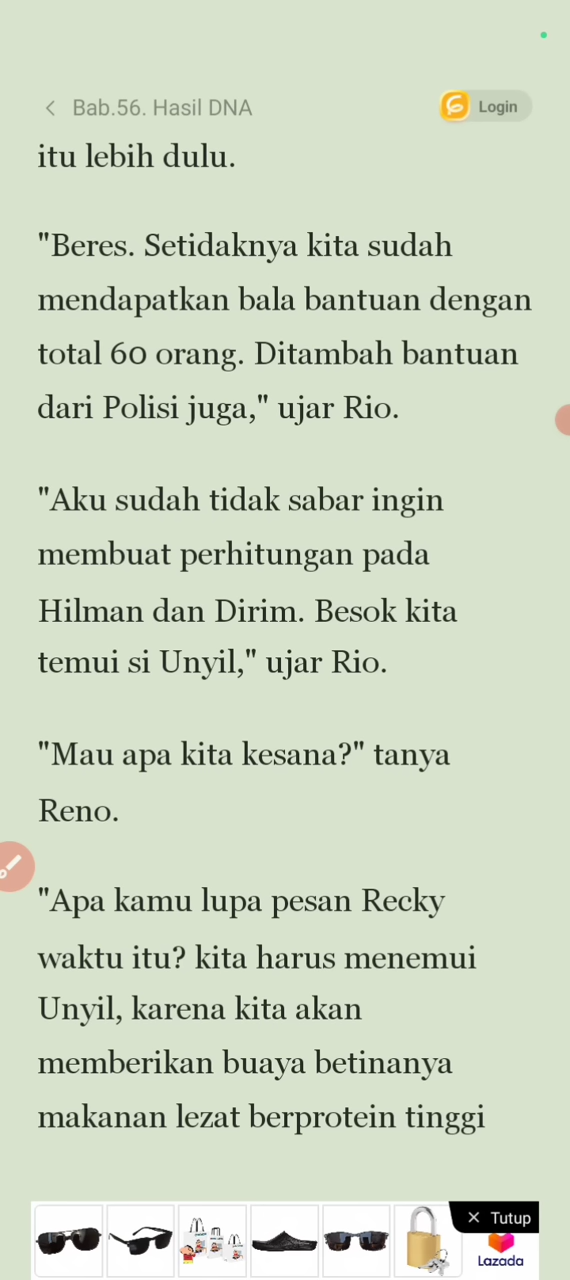 Bab.56. Hasil DNA
Login
itu lebih dulu.
"Beres. Setidaknya kita sudah
mendapatkan bala bantuan dengan
total 60 orang. Ditambah bantuan
dari Polisi juga," ujar Rio.
"Aku sudah tidak sabar ingin
membuat perhitungan pada
Hilman dan Dirim. Besok kita
temui si Unyil," ujar Rio.
"Mau apa kita kesana?" tanya
Reno.
"Apa kamu lupa pesan Recky
waktu itu? kita harus menemui
Unyil, karena kita akan
memberikan buaya betinanya
makanan lezat berprotein tinggi
Tutup
Lazada